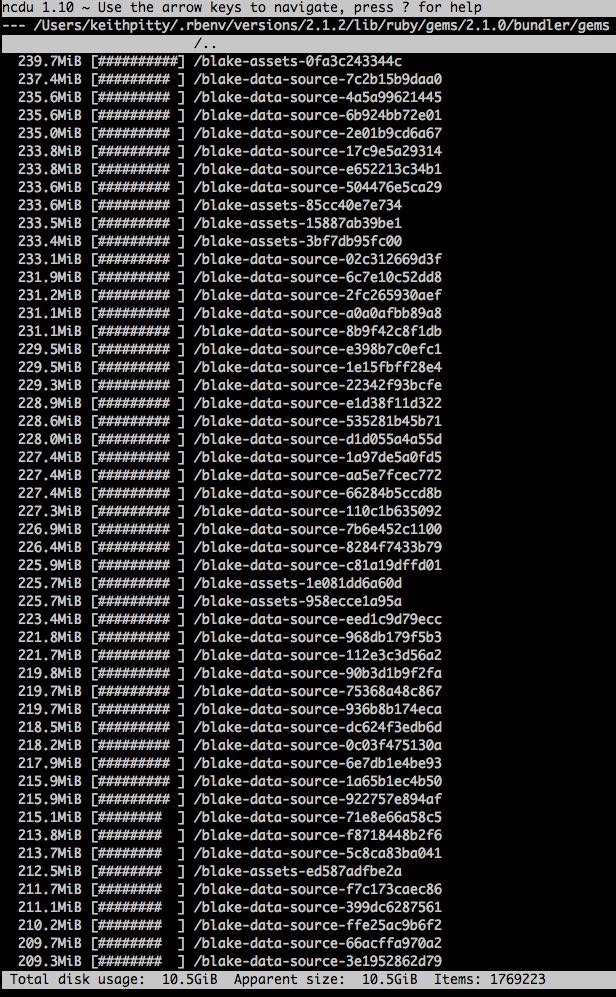 ncdu 1.10 ~ Use the arrow keys to navigate, press ? for help
--- /Users/keithpitty/.rbenv/versions/2.1.2/lib/ruby/gems/2.1.0/bundler/gems
/..
239.7MiB [##########] /blake-assets-0fa3c243344c
237.4MiB [######### ] /blake-data-source-7c2b15b9daa0
235.6MiB [######### ] /blake-data-source-4a5a99621445
235.6MiB [######### ] /blake-data-source-6b924bb72e01
235.0MiB [######### ] /blake-data-source-2e01b9cd6a67
233.8MiB [######### ] /blake-data-source-17c9e5a29314
233.8MiB [######### ] /blake-data-source-e652213c34b1
233.6MiB [######### ] /blake-data-source-504476e5ca29
233.6MiB [######### ] /blake-assets-85cc40e7e734
233.5MiB [######### ] /blake-assets-15887ab39be1
233.4MiB [######### ] /blake-assets-3bf7db95fc00
233.1MiB [######### ] /blake-data-source-02c312669d3f
231.9MiB [######### ] /blake-data-source-6c7e10c52dd8
231.2MiB [######### ] /blake-data-source-2fc265930aef
231.1MiB [######### ] /blake-data-source-a0a0afbb89a8
231.1MiB [######### ] /blake-data-source-8b9f42c8f1db
229.5MiB [######### ] /blake-data-source-e398b7c0efc1
229.5MiB [######### ] /blake-data-source-1e15fbff28e4
229.3MiB [######### ] /blake-data-source-22342f93bcfe
228.9MiB [######### ] /blake-data-source-e1d38f11d322
228.6MiB [######### ] /blake-data-source-535281b45b71
228.0MiB [######### ] /blake-data-source-d1d055a4a55d
227.4MiB [######### ] /blake-data-source-1a97de5a0fd5
227.4MiB [######### ] /blake-data-source-aa5e7fcec772
227.4MiB [######### ] /blake-data-source-66284b5ccd8b
227.3MiB [######### ] /blake-data-source-110c1b635092
226.9MiB [######### ] /blake-data-source-7b6e452c1100
226.4MiB [######### ] /blake-data-source-8284f7433b79
225.9MiB [######### ] /blake-data-source-c81a19dffd01
225.7MiB [######### ] /blake-assets-1e081dd6a60d
225.7MiB [######### ] /blake-assets-958ecce1a95a
223.4MiB [######### ] /blake-data-source-eed1c9d79ecc
221.8MiB [######### ] /blake-data-source-968db179f5b3
221.7MiB [######### ] /blake-data-source-112e3c3d56a2
219.8MiB [######### ] /blake-data-source-90b3d1b9f2fa
219.7MiB [######### ] /blake-data-source-75368a48c867
219.7MiB [######### ] /blake-data-source-936b8b174eca
218.5MiB [######### ] /blake-data-source-dc624f3edb6d
218.2MiB [######### ] /blake-data-source-0c03f475130a
217.9MiB [######### ] /blake-data-source-6e7db1e4be93
215.9MiB [######### ] /blake-data-source-1a65b1ec4b50
215.9MiB [######### ] /blake-data-source-922757e894af
215.1MiB [########  ] /blake-data-source-71e8e66a58c5
213.8MiB [########  ] /blake-data-source-f8718448b2f6
213.7MiB [########  ] /blake-data-source-5c8ca83ba041
212.5MiB [########  ] /blake-assets-ed587adfbe2a
211.7MiB [########  ] /blake-data-source-f7c173caec86
211.1MiB [########  ] /blake-data-source-399dc6287561
210.2MiB [########  ] /blake-data-source-ffe25ac9b6f2
209.7MiB [########  ] /blake-data-source-66acffa970a2
209.3MiB [########  ] /blake-data-source-3e1952862d79
Total disk usage:  10.5GiB  Apparent size:  10.5GiB  Items: 1769223